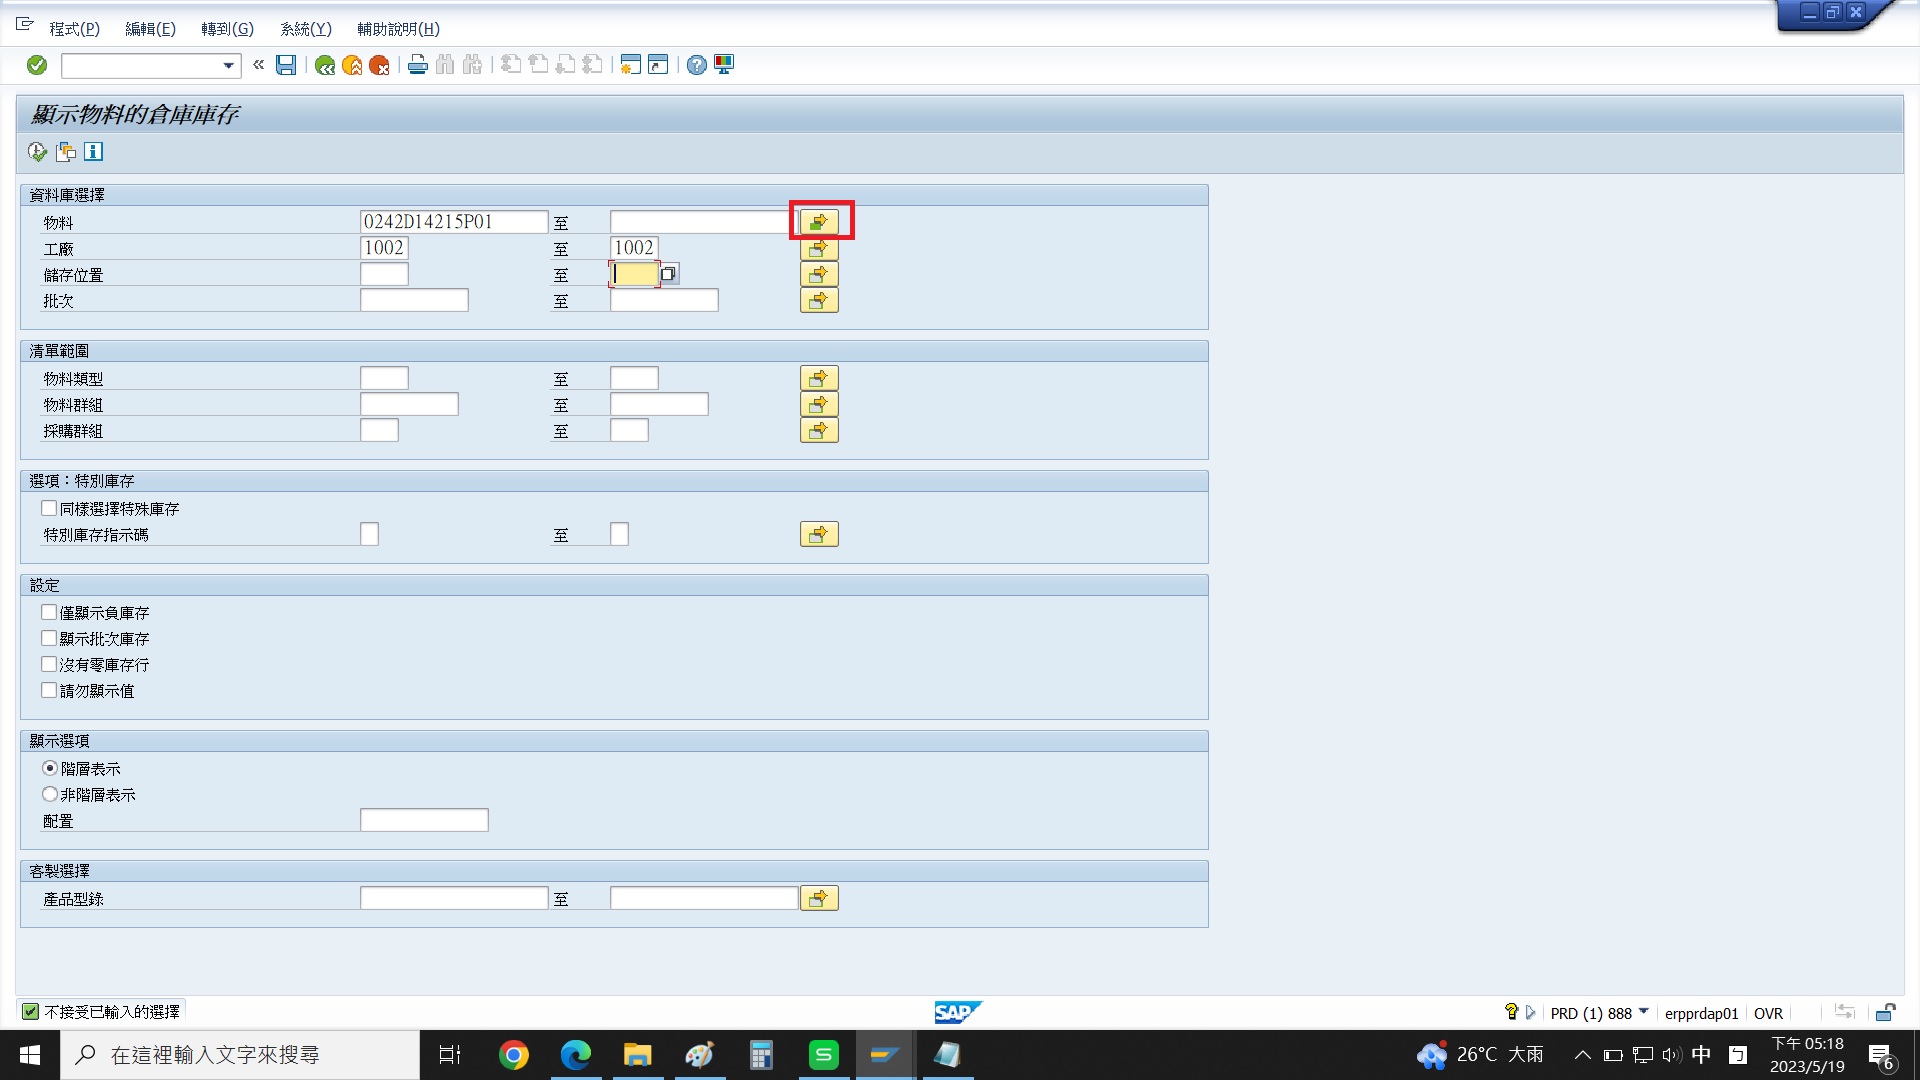 程式(P) 編輯(E) 轉到(G) 系統(Y) 輔助說明(H)
顯示物料的倉庫庫存
資料庫選擇
物料 0242D14215P01 至
工廠 1002 至 1002
儲存位置 至
批次 至
清單範圍
物料類型 至
物料群組 至
採購群組 至
選項：特別庫存
同樣選擇特殊庫存
特別庫存指示碼 至
設定
僅顯示負庫存
顯示批次庫存
沒有零庫存行
請勿顯示值
顯示選項
階層表示
非階層表示
配置
客製選擇
產品型錄 至
不接受已輸入的選擇 SAP PRD (1) 888 erpprdap01 OVR
在這裡輸入文字來搜尋 S 26°C 大雨 中 下午 05:18
2023/5/19 6